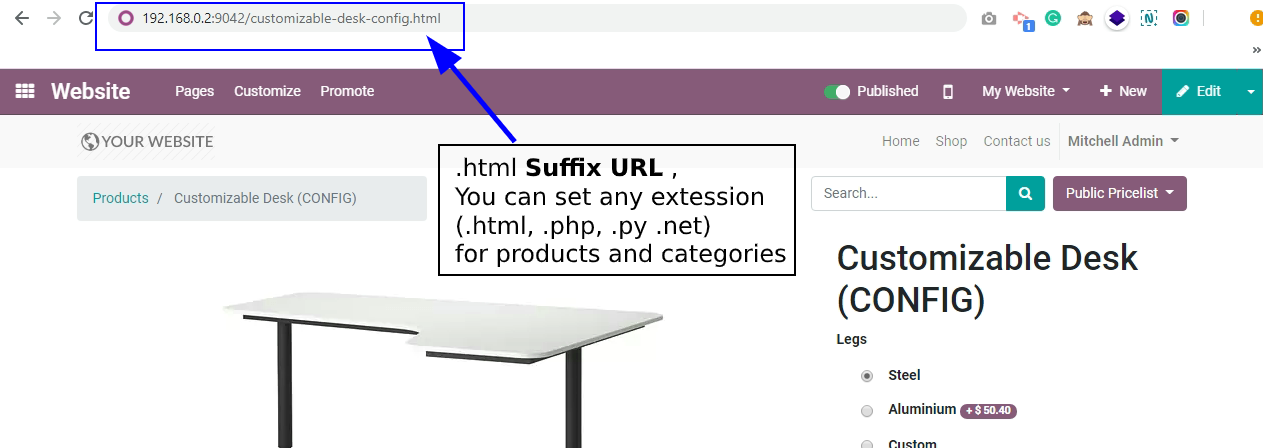 192.168.0.2:9042/customizable-desk-config.html
1
»
Website Pages Customize Promote Published My Website + New Edit
YOUR WEBSITE Home Shop Contact us Mitchell Admin
.html Suffix URL ,
You can set any extession
(.html, .php, .py .net)
for products and categories
Products / Customizable Desk (CONFIG)
Search... Public Pricelist
Customizable Desk
(CONFIG)
Legs
Steel
Aluminium + $ 50.40
Custom